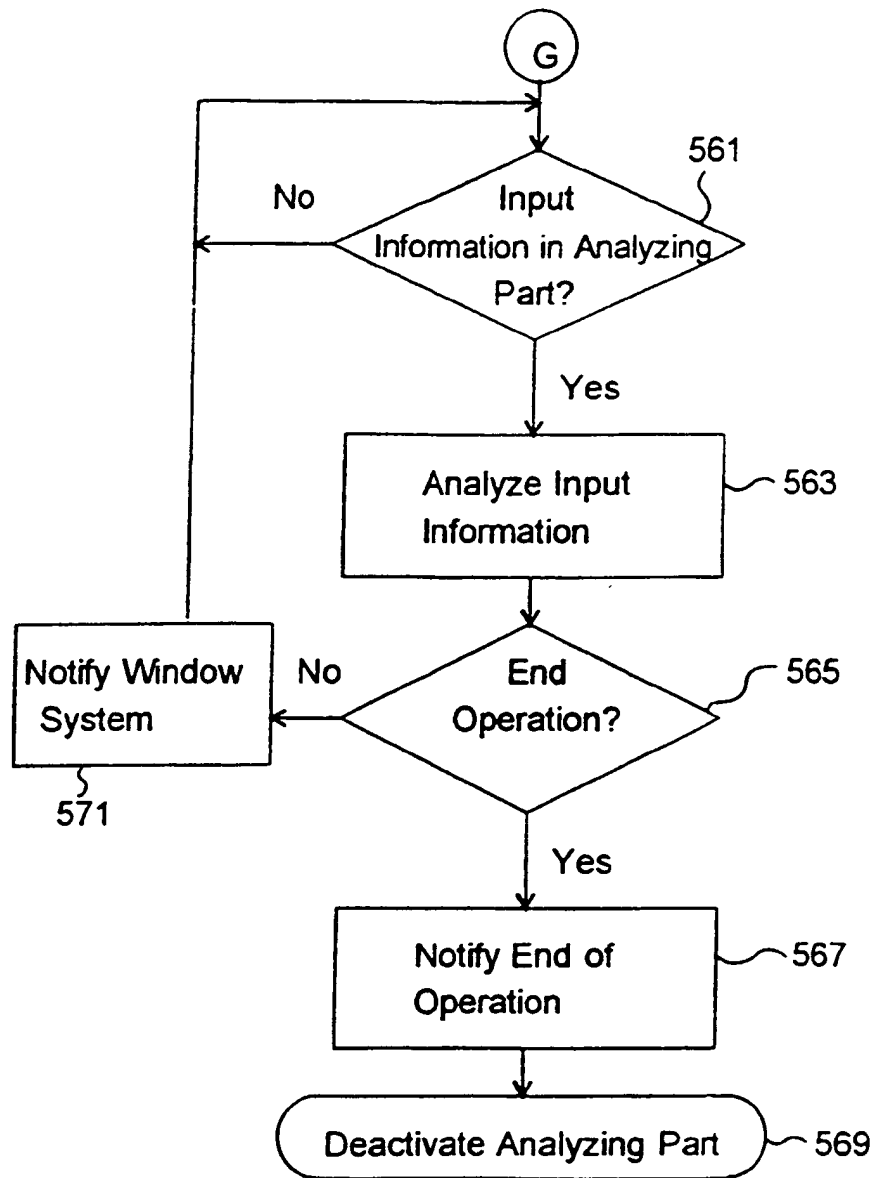 G
561
No
Input
Information in Analyzing
Part?
Yes
Analyze Input
Information
563
Notify Window
System
No
End
Operation?
565
571
Yes
Notify End of
Operation
567
Deactivate Analyzing Part
569